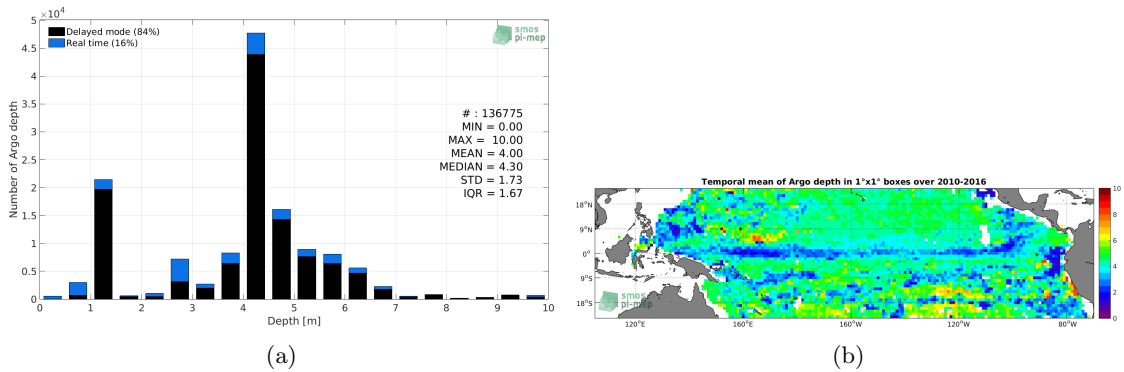 5 ×10⁴
Delayed mode (84%)
Real time (16%)
smos
pi-mep
4.5
4
3.5
3
2.5
2
1.5
1
0.5
0
Number of Argo depth
# : 136775
MIN = 0.00
MAX = 10.00
MEAN = 4.00
MEDIAN = 4.30
STD = 1.73
IQR = 1.67
0 1 2 3 4 5 6 7 8 9 10
Depth [m]
(a)
Temporal mean of Argo depth in 1°x1° boxes over 2010-2016
18°N
9°N
0°
9°S
18°S
120°E 160°E 160°W 120°W 80°W
10
8
6
4
2
0
smos
pi-mep
(b)